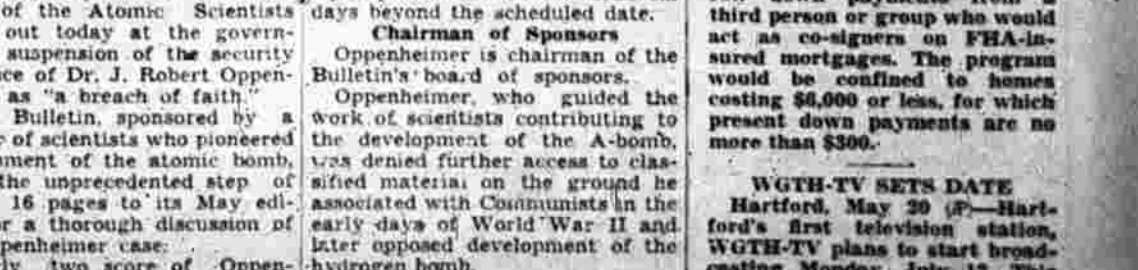 of the Atomic Scientists
out today at the govern-
suspension of the security
ce of Dr. J. Robert Oppen-
as "a breach of faith."
Bulletin, sponsored by a
of scientists who pioneered
ment of the atomic bomb,
the unprecedented step of
16 pages to its May edi-
r a thorough discussion of
penheimer case:
two score of Oppen-
days beyond the scheduled date.
Chairman of Sponsors
Oppenheimer is chairman of the
Bulletin's board of sponsors.
Oppenheimer, who guided the
work of scientists contributing to
the development of the A-bomb,
was denied further access to clas-
sified material on the ground he
associated with Communists in the
early days of World War II and
later opposed development of the
hydrogen bomb.
third person or group who would
act as co-signers on FHA-in-
sured mortgages. The program
would be confined to homes
costing $6,000 or less, for which
present down payments are no
more than $300.
WGTH-TV SETS DATE
Hartford, May 20 (AP)—Hart-
ford's first television station,
WGTH-TV plans to start broad-
casting Monday, July